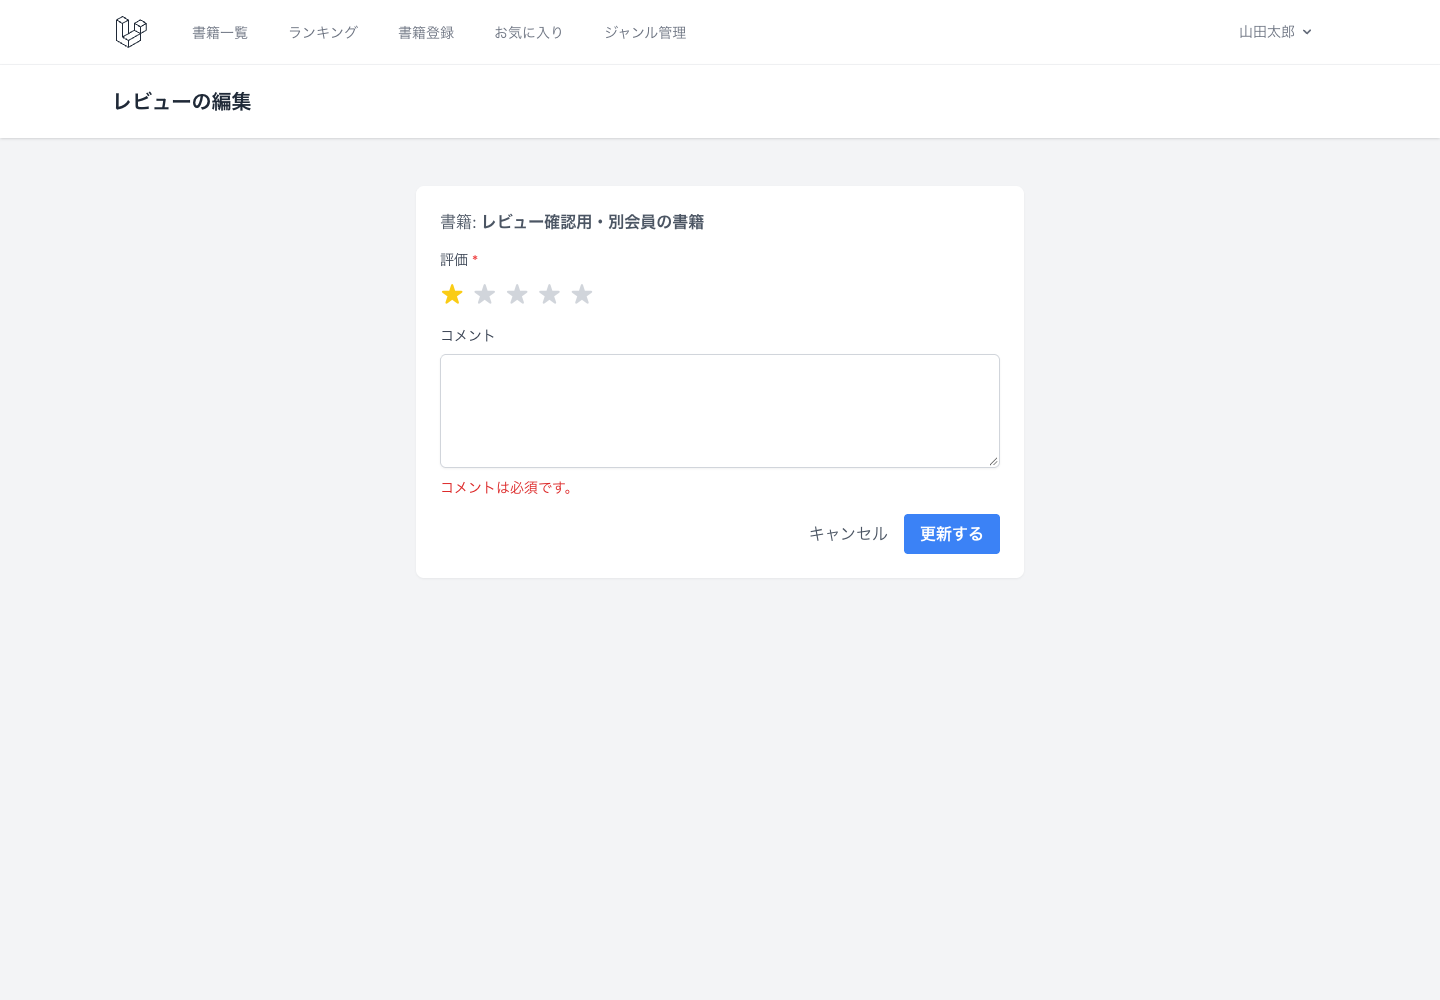 書籍一覧 ランキング 書籍登録 お気に入り ジャンル管理 山田太郎
レビューの編集
書籍: レビュー確認用・別会員の書籍
評価 *
コメント
コメントは必須です。
キャンセル 更新する